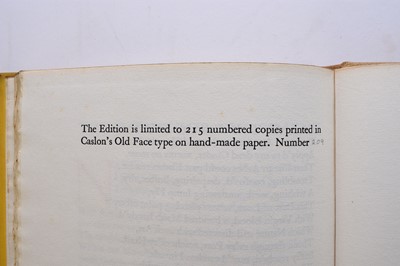 The Edition is limited to 215 numbered copies printed in
Caslon's Old Face type on hand-made paper. Number 209